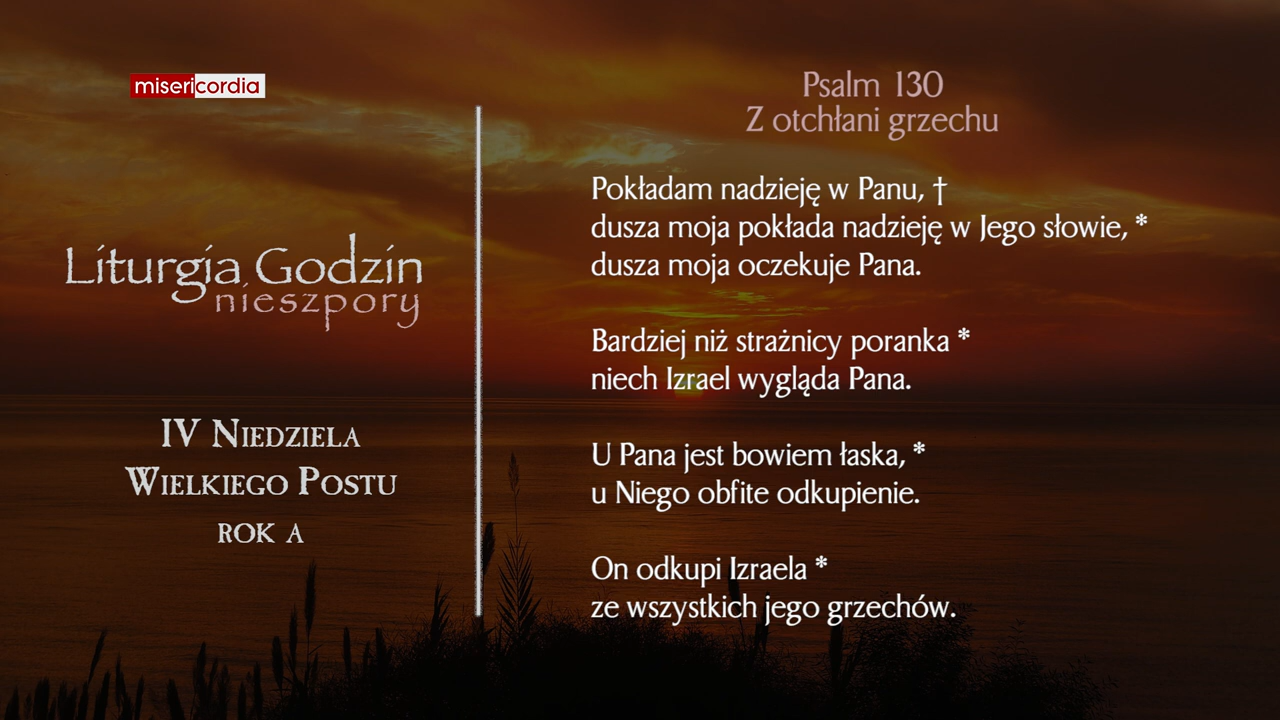 misericordia
Liturgia Godzin
nieszpory
IV Niedziela
Wielkiego Postu
rok a
Psalm 130
Z otchłani grzechu
Pokładam nadzieję w Panu, †
dusza moja pokłada nadzieję w Jego słowie, *
dusza moja oczekuje Pana.
Bardziej niż strażnicy poranka *
niech Izrael wygląda Pana.
U Pana jest bowiem łaska, *
u Niego obfite odkupienie.
On odkupi Izraela *
ze wszystkich jego grzechów.